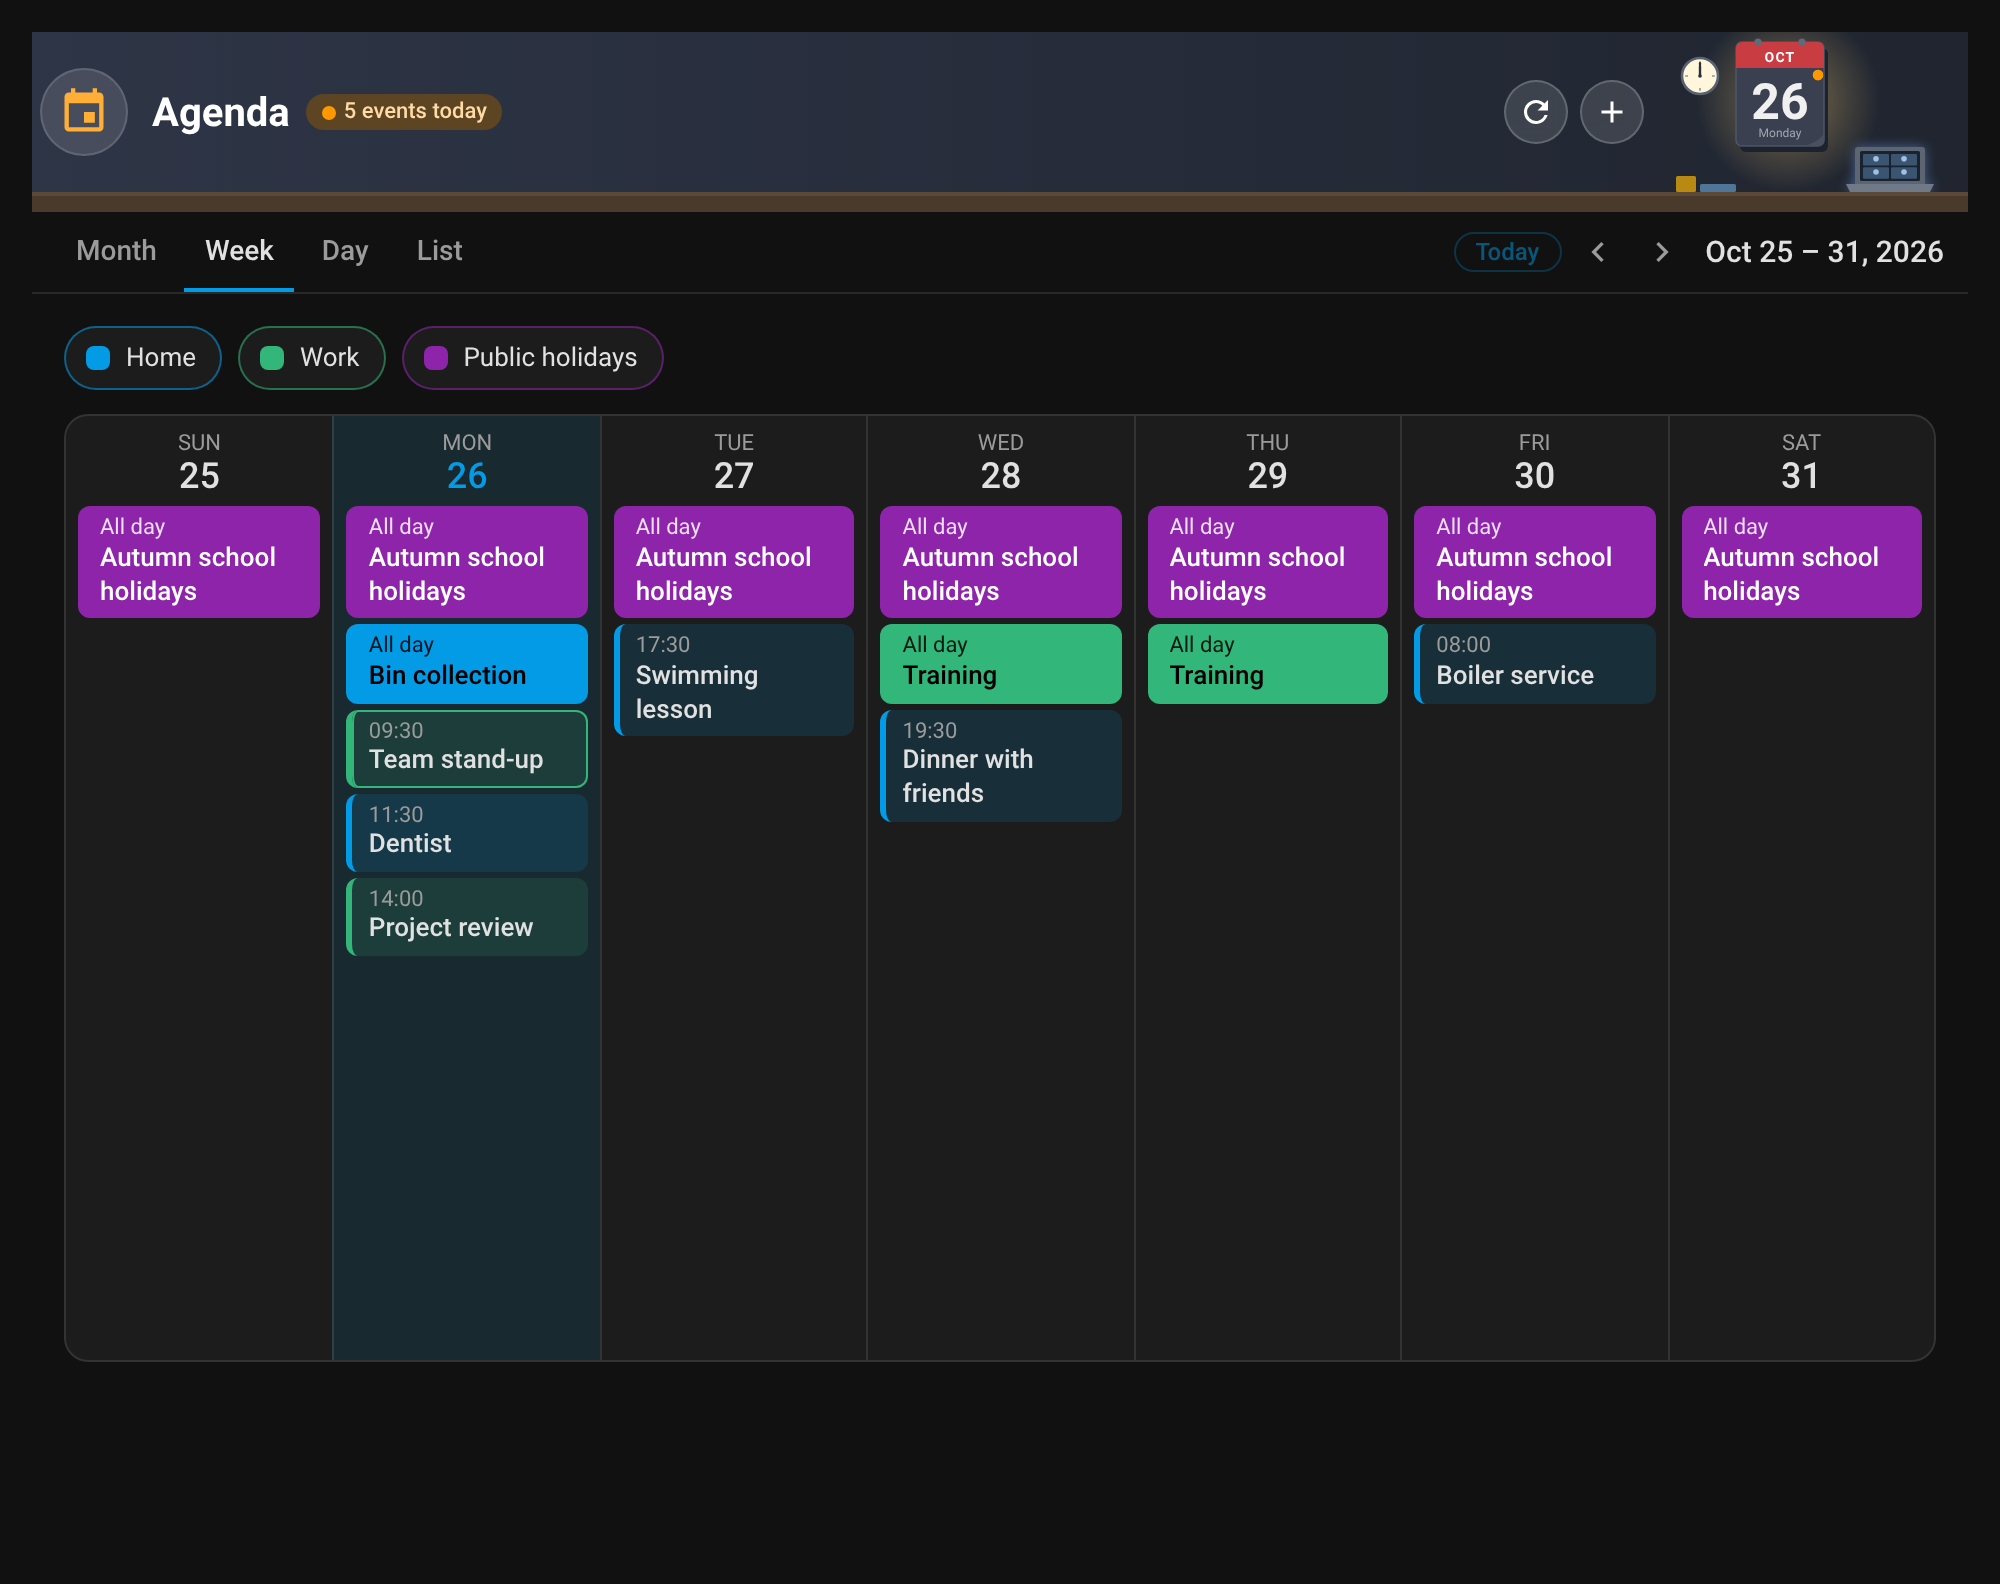 Agenda
5 events today
OCT
26
Monday
Month
Week
Day
List
Today
Oct 25 – 31, 2026
Home
Work
Public holidays
SUN
25
All day
Autumn school
holidays
MON
26
All day
Autumn school
holidays
All day
Bin collection
09:30
Team stand-up
11:30
Dentist
14:00
Project review
TUE
27
All day
Autumn school
holidays
17:30
Swimming
lesson
WED
28
All day
Autumn school
holidays
All day
Training
19:30
Dinner with
friends
THU
29
All day
Autumn school
holidays
All day
Training
FRI
30
All day
Autumn school
holidays
08:00
Boiler service
SAT
31
All day
Autumn school
holidays